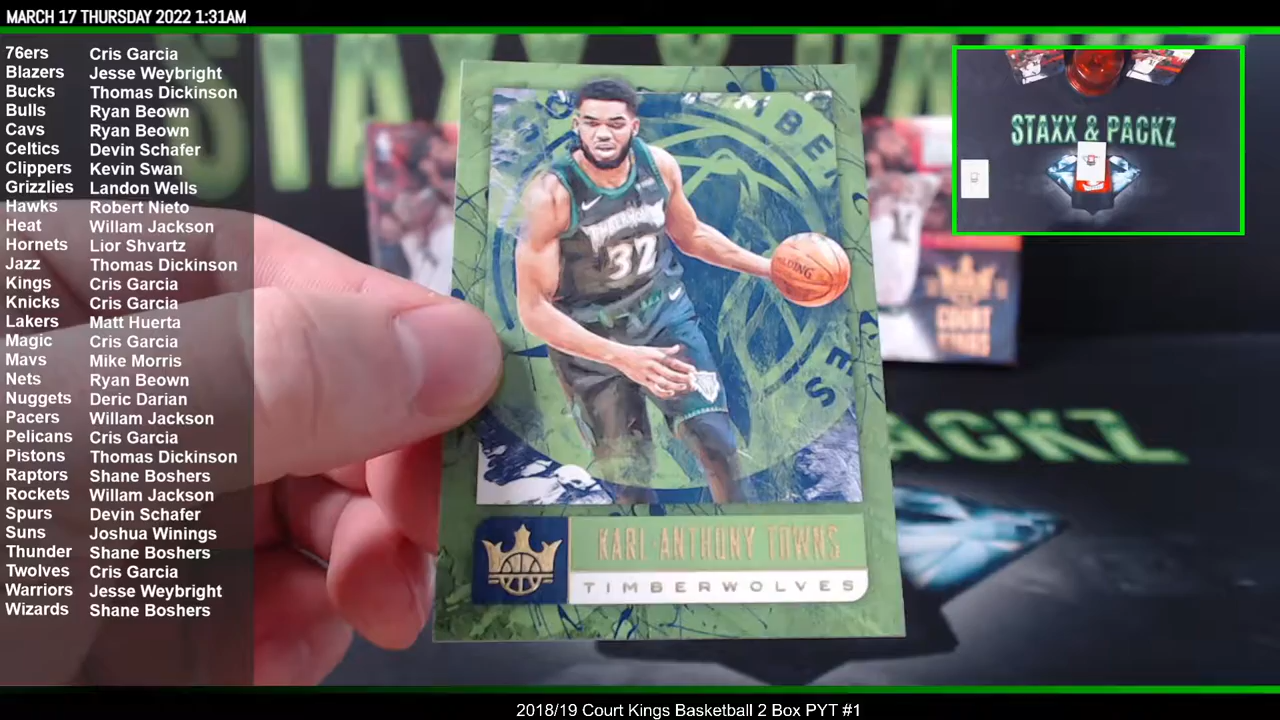 MARCH 17 THURSDAY 2022 1:31AM
76ers Cris Garcia
Blazers Jesse Weybright
Bucks Thomas Dickinson
Bulls Ryan Beown
Cavs Ryan Beown
Celtics Devin Schafer
Clippers Kevin Swan
Grizzlies Landon Wells
Hawks Robert Nieto
Heat Willam Jackson
Hornets Lior Shvartz
Jazz Thomas Dickinson
Kings Cris Garcia
Knicks Cris Garcia
Lakers Matt Huerta
Magic Cris Garcia
Mavs Mike Morris
Nets Ryan Beown
Nuggets Deric Darian
Pacers Willam Jackson
Pelicans Cris Garcia
Pistons Thomas Dickinson
Raptors Shane Boshers
Rockets Willam Jackson
Spurs Devin Schafer
Suns Joshua Winings
Thunder Shane Boshers
Twolves Cris Garcia
Warriors Jesse Weybright
Wizards Shane Boshers
STAXX & PACKZ
32
SPALDING
KARL-ANTHONY TOWNS
TIMBERWOLVES
COURT
KINGS
PACKZ
2018/19 Court Kings Basketball 2 Box PYT #1